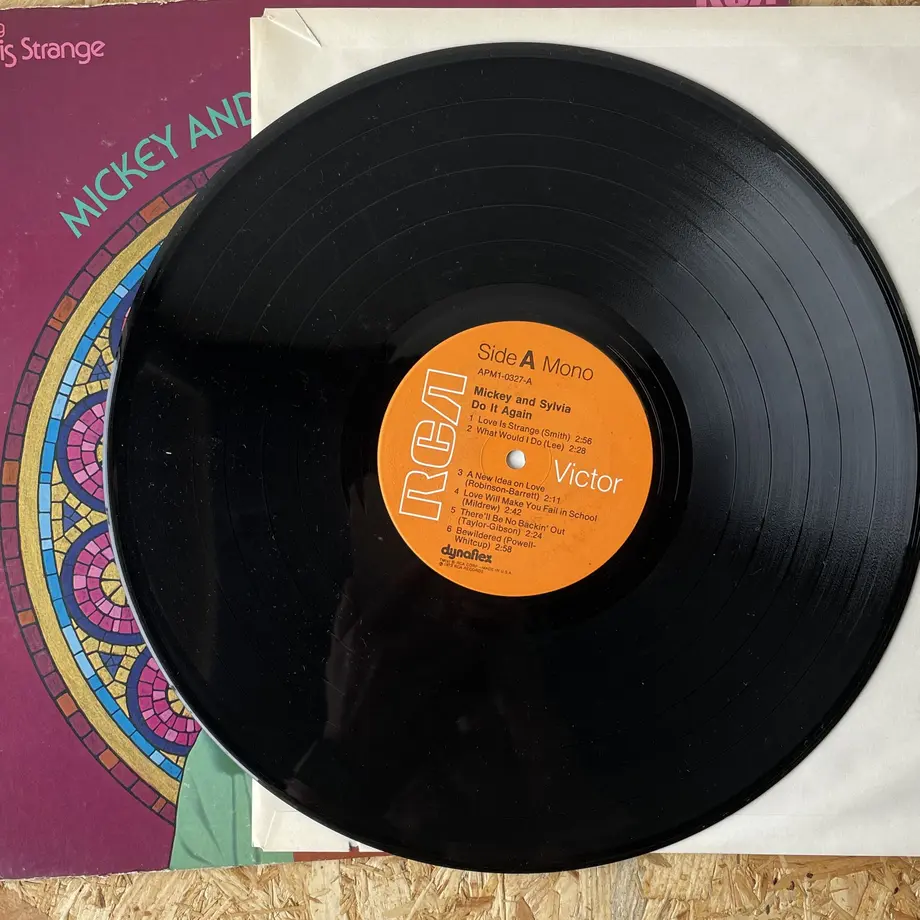 is Strange
MICKEY AND
RCA
Side A Mono
APM1-0327-A
Mickey and Sylvia
Do It Again
1 Love Is Strange (Smith) 2:56
2 What Would I Do (Lee) 2:28
RCA
Victor
3 A New Idea on Love
(Robinson-Barrett) 2:11
4 Love Will Make You Fail in School
(Mildrew) 2:42
5 There'll Be No Backin' Out
(Taylor-Gibson) 2:24
6 Bewildered (Powell-
Whitcup) 2:58
dynaflex